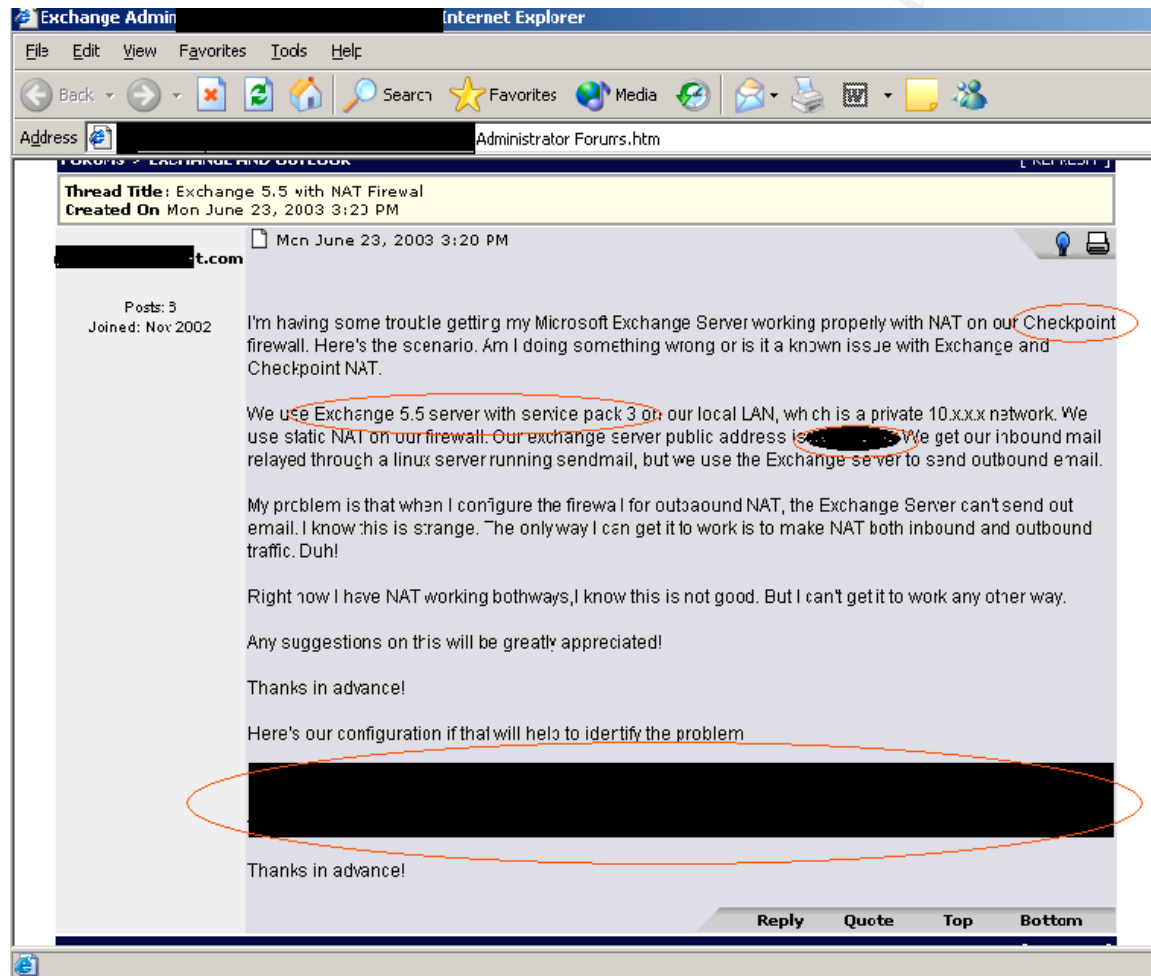 Exchange Admin
Internet Explorer
File Edit View Favorites Tools Help
Back Search Favorites Media
Address
Administrator Forums.htm
FORUMS > EXCHANGE AND OUTLOOK [ REFRESH ]
Thread Title: Exchange 5.5 with NAT Firewal
Created On Mon June 23, 2003 3:20 PM
Mon June 23, 2003 3:20 PM
t.com
Posts: 3
Joined: Nov 2002
I'm having some trouble getting my Microsoft Exchange Server working properly with NAT on our Checkpoint
firewall. Here's the scenario. Am I doing something wrong or is it a known issue with Exchange and
Checkpoint NAT.
We use Exchange 5.5 server with service pack 3 on our local LAN, which is a private 10.x.x.x network. We
use static NAT on our firewall. Our exchange server public address is We get our inbound mail
relayed through a linux server running sendmail, but we use the Exchange server to send outbound email.
My problem is that when I configure the firewall for outbaound NAT, the Exchange Server can't send out
email. I know this is strange. The only way I can get it to work is to make NAT both inbound and outbound
traffic. Duh!
Right now I have NAT working bothways,I know this is not good. But I can't get it to work any other way.
Any suggestions on this will be greatly appreciated!
Thanks in advance!
Here's our configuration if that will help to identify the problem
Thanks in advance!
Reply Quote Top Bottom